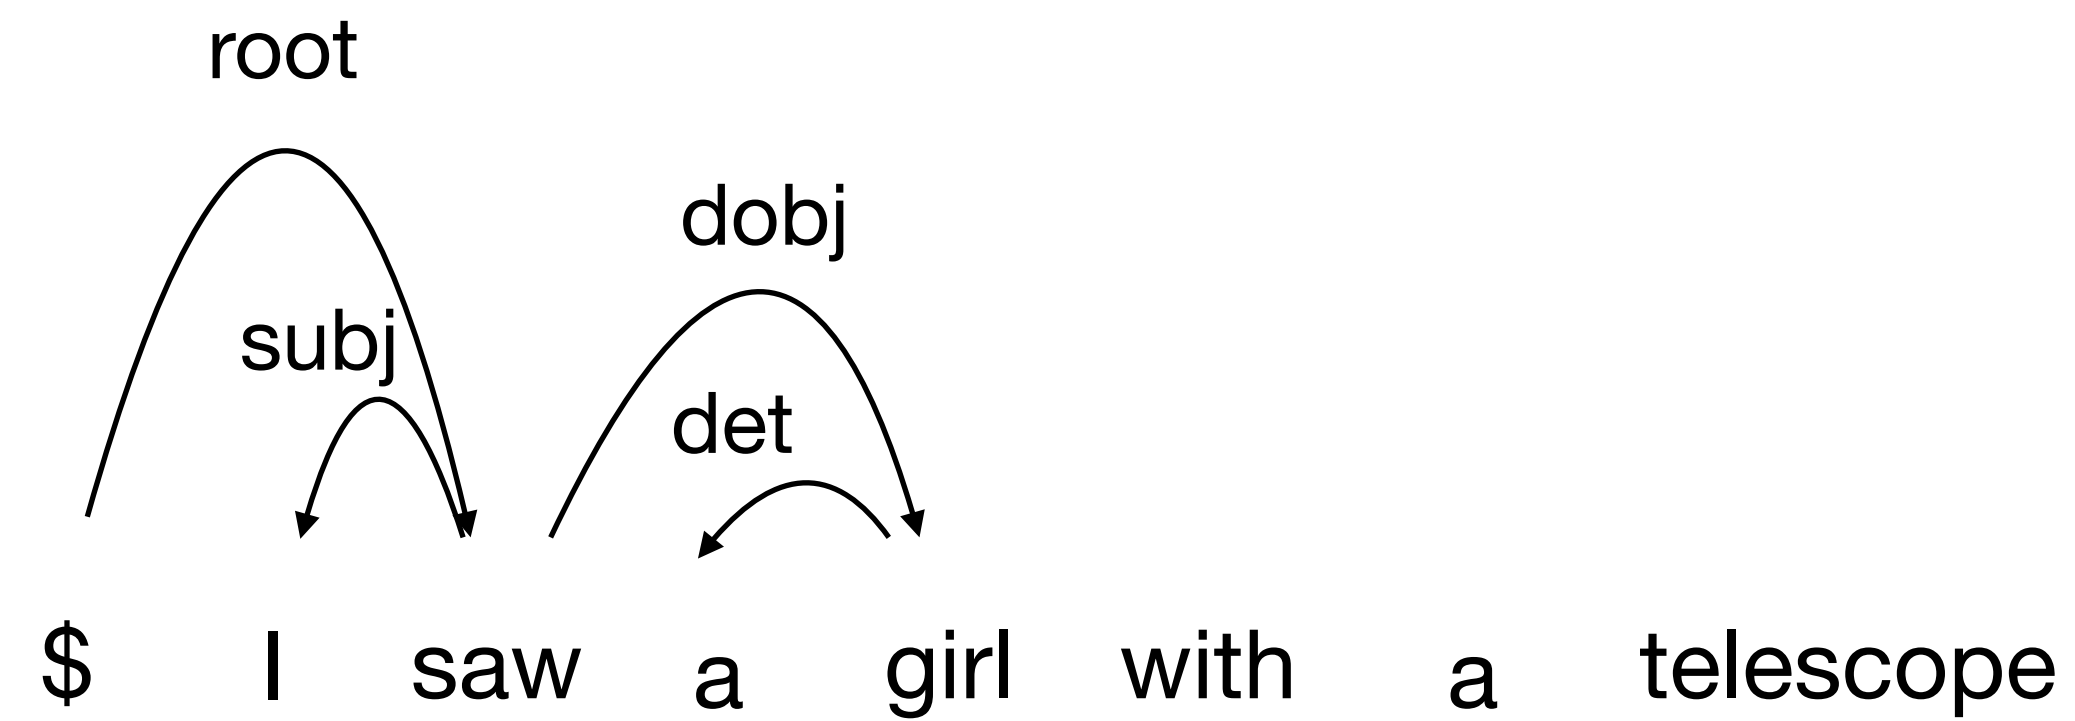 root
dobj
subj
det
$ I saw a girl with a telescope